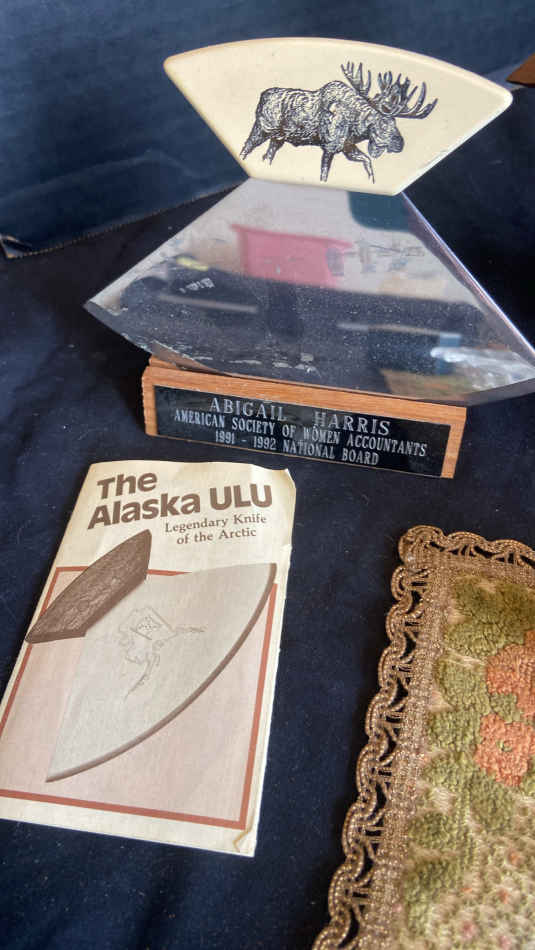 ABIGAIL HARRIS
AMERICAN SOCIETY OF WOMEN ACCOUNTANTS
1991 - 1992 NATIONAL BOARD
The
Alaska ULU
Legendary Knife
of the Arctic